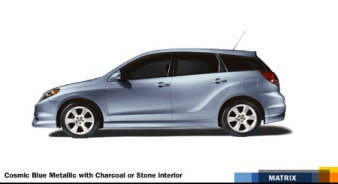 Cosmic Blue Metallic with Charcoal or Stone interior
MATRIX